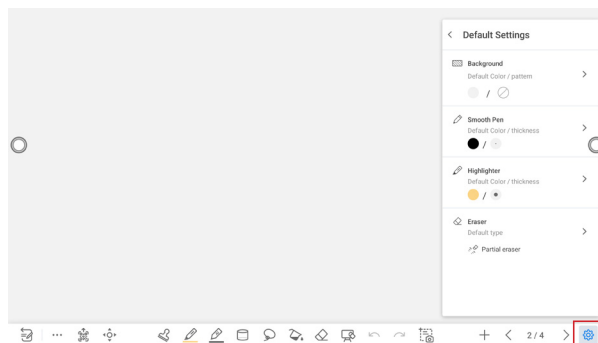 Default Settings
Background
Default Color / pattern
/
Smooth Pen
Default Color / thickness
/
Highlighter
Default Color / thickness
/
Eraser
Default type
Partial eraser
2 / 4